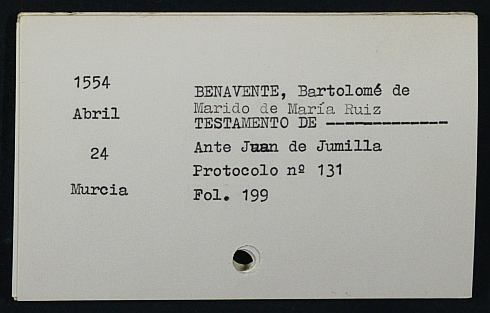 1554
Abril
24
Murcia
BENAVENTE, Bartolomé de
Marido de María Ruiz
TESTAMENTO DE -------------
Ante Juan de Jumilla
Protocolo nº 131
Fol. 199